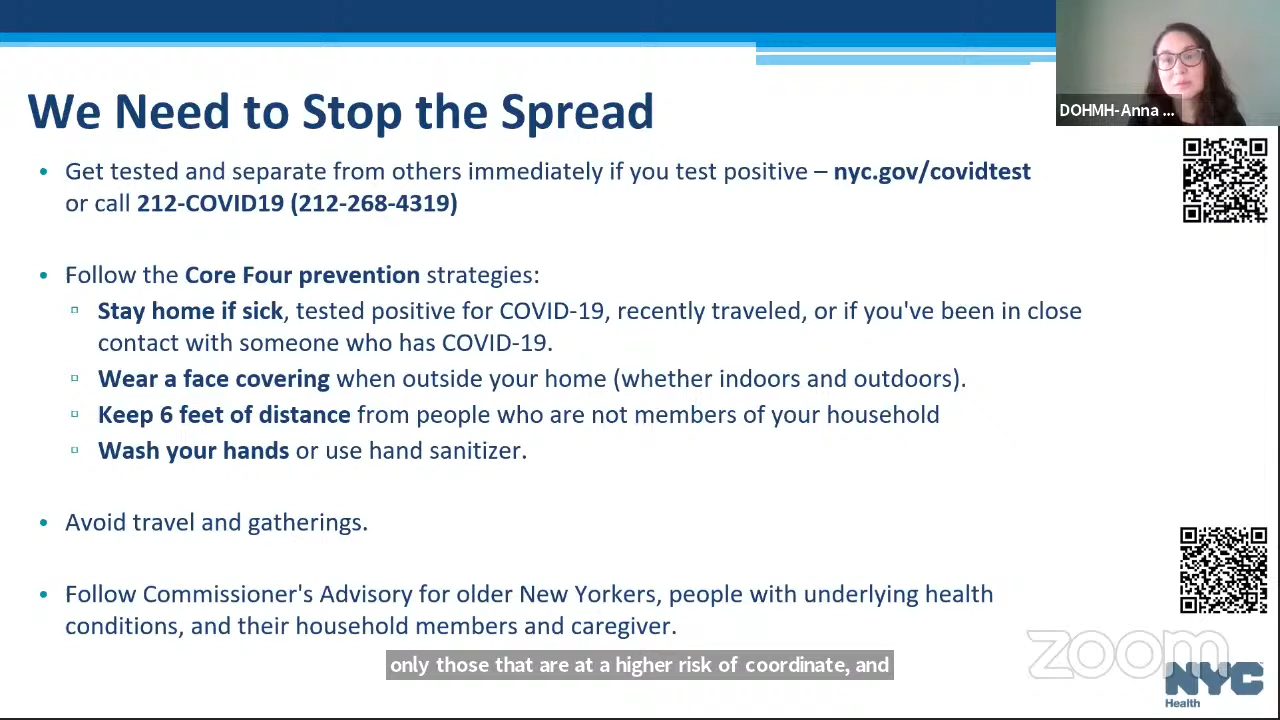 DOHMH-Anna ...
We Need to Stop the Spread
• Get tested and separate from others immediately if you test positive – nyc.gov/covidtest
or call 212-COVID19 (212-268-4319)
• Follow the Core Four prevention strategies:
▫ Stay home if sick, tested positive for COVID-19, recently traveled, or if you've been in close
contact with someone who has COVID-19.
▫ Wear a face covering when outside your home (whether indoors and outdoors).
▫ Keep 6 feet of distance from people who are not members of your household
▫ Wash your hands or use hand sanitizer.
• Avoid travel and gatherings.
• Follow Commissioner's Advisory for older New Yorkers, people with underlying health
conditions, and their household members and caregiver.
only those that are at a higher risk of coordinate, and
zoom
NYC
Health